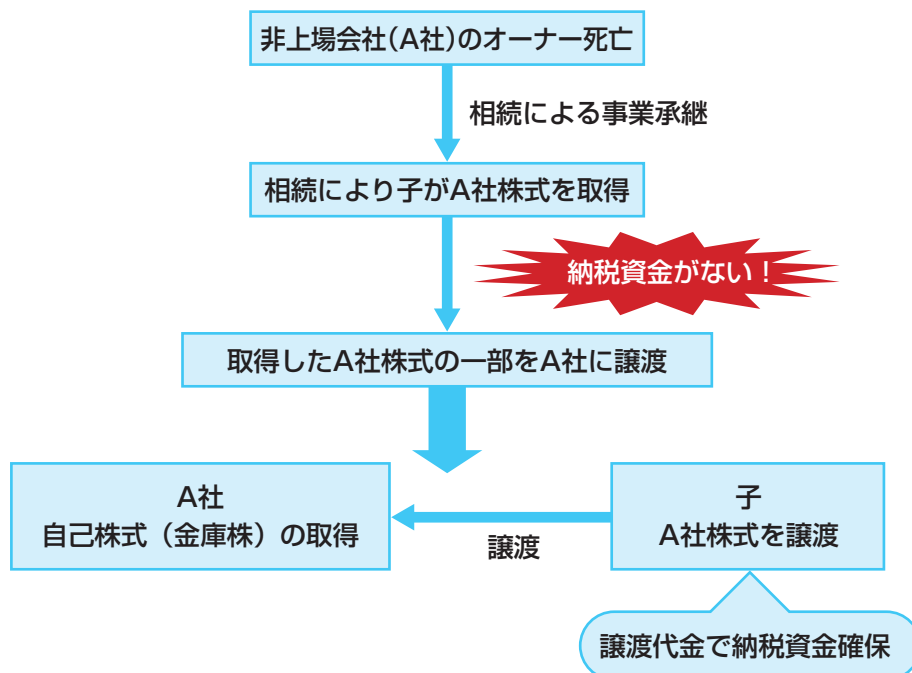 非上場会社(A社)のオーナー死亡
相続による事業承継
相続により子がA社株式を取得
納税資金がない！
取得したA社株式の一部をA社に譲渡
A社
自己株式（金庫株）の取得
譲渡
子
A社株式を譲渡
譲渡代金で納税資金確保